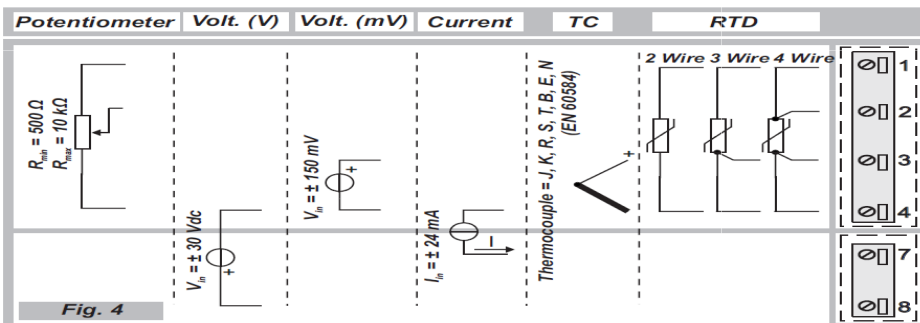 Potentiometer Volt. (V) Volt. (mV) Current TC RTD
Rmin = 500 Ω
Rmax = 10 kΩ
Vin = ± 30 Vdc
+
Vin = ± 150 mV
+
Iin = ± 24 mA
I
Thermocouple = J, K, R, S, T, B, E, N
(EN 60584)
+
2 Wire 3 Wire 4 Wire
1
2
3
4
7
8
Fig. 4